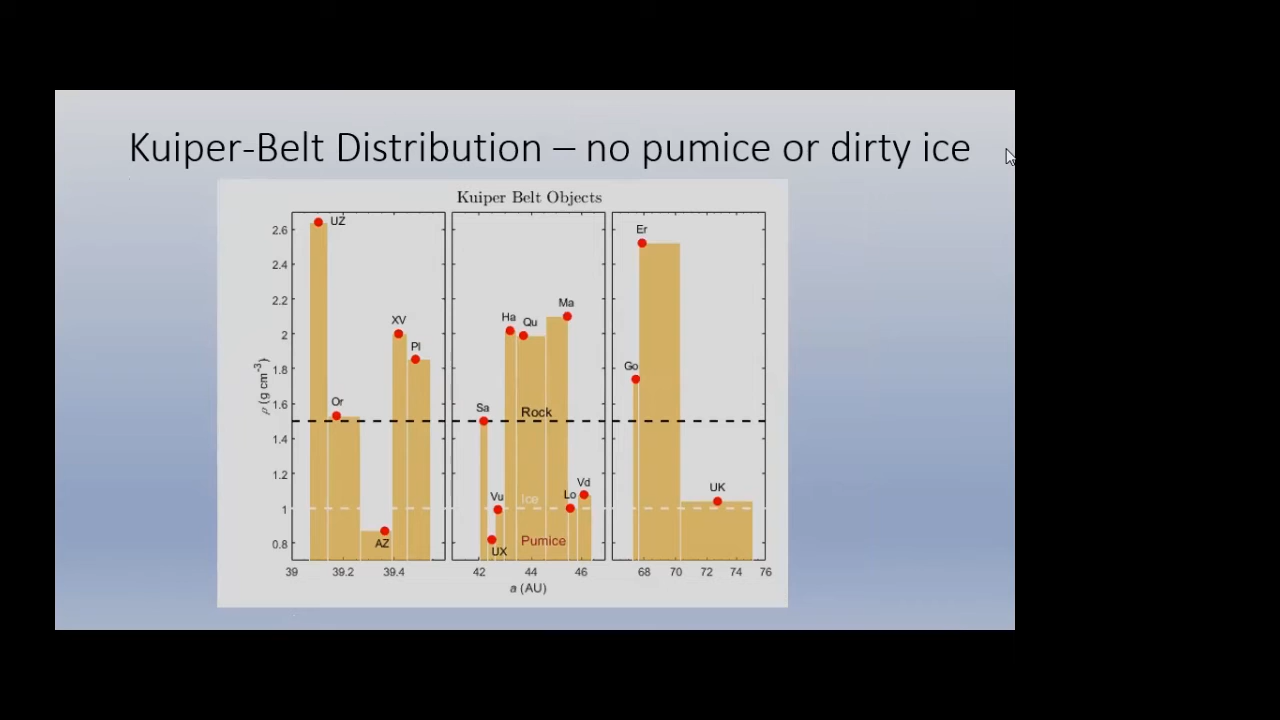 Kuiper-Belt Distribution – no pumice or dirty ice
Kuiper Belt Objects
2.6
2.4
2.2
2
1.8
1.6
1.4
1.2
1
0.8
ρ (g cm-3)
UZ
Or
AZ
XV
Pl
39
39.2
39.4
Sa
Vu
UX
Ha
Qu
Ma
Lo
Vd
Rock
Ice
Pumice
42
44
46
a (AU)
Er
Go
UK
68
70
72
74
76